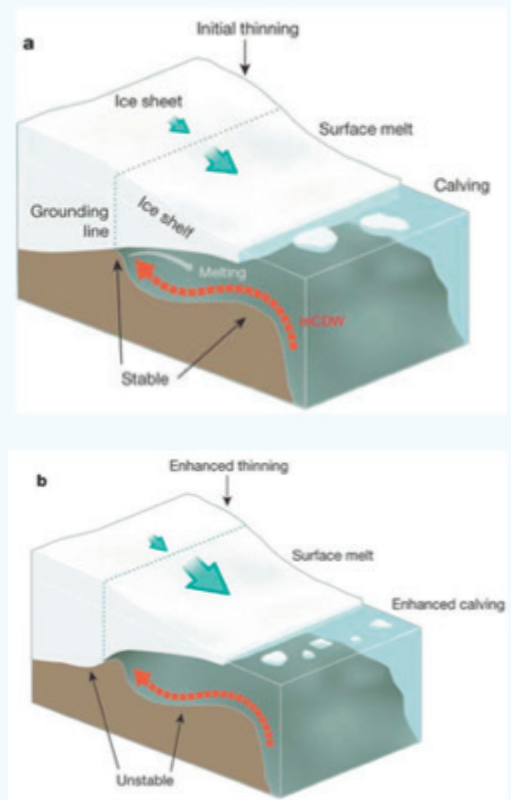 Initial thinning
a
Ice sheet
Surface melt
Calving
Grounding
line
Ice shelf
Melting
mCDW
Stable
Enhanced thinning
b
Surface melt
Enhanced calving
Unstable